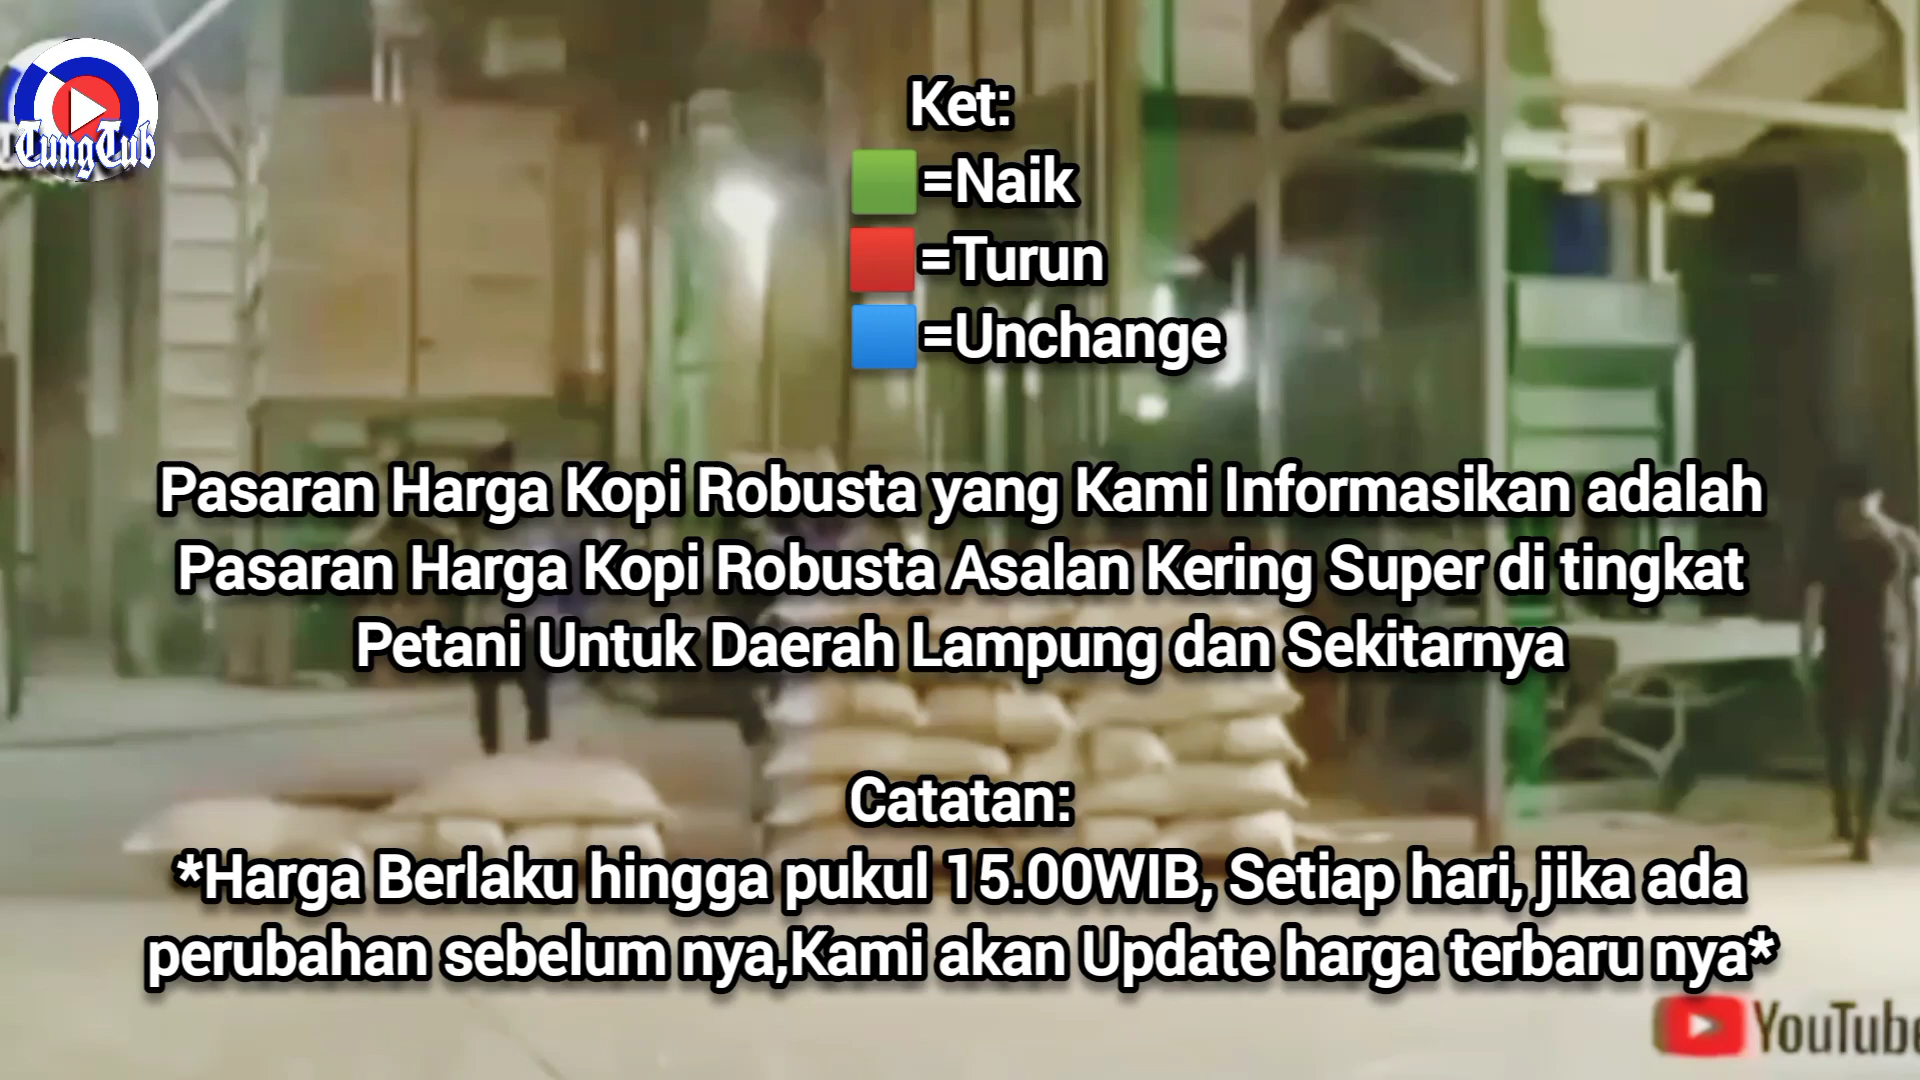 TungTub
Ket:
=Naik
=Turun
=Unchange
Pasaran Harga Kopi Robusta yang Kami Informasikan adalah
Pasaran Harga Kopi Robusta Asalan Kering Super di tingkat
Petani Untuk Daerah Lampung dan Sekitarnya
Catatan:
*Harga Berlaku hingga pukul 15.00WIB, Setiap hari, jika ada
perubahan sebelum nya,Kami akan Update harga terbaru nya*
YouTube